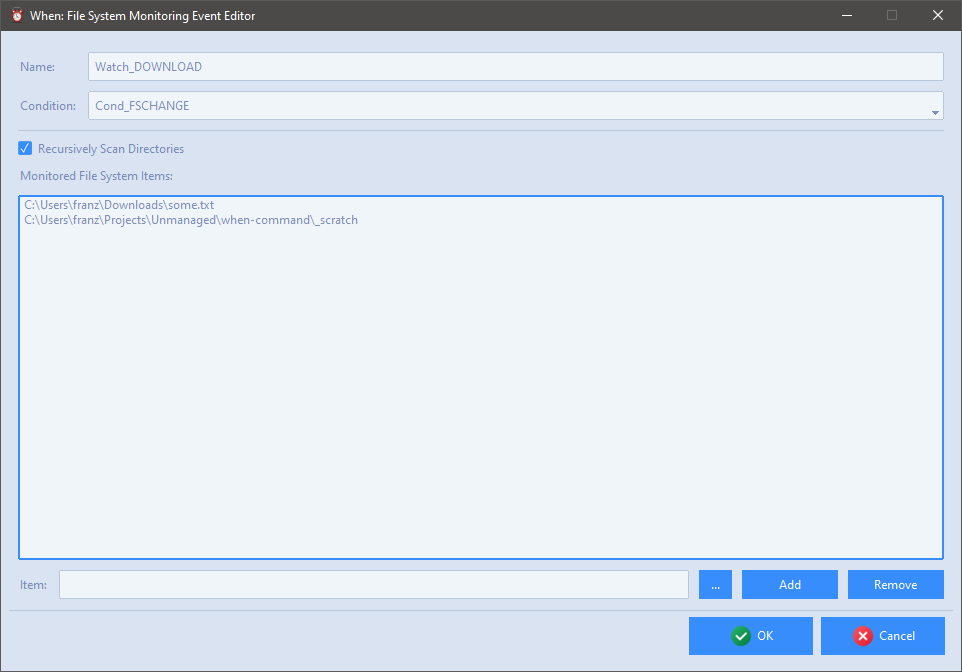 When: File System Monitoring Event Editor
Name: Watch_DOWNLOAD
Condition: Cond_FSCHANGE
Recursively Scan Directories
Monitored File System Items:
C:\Users\franz\Downloads\some.txt
C:\Users\franz\Projects\Unmanaged\when-command\_scratch
Item: ... Add Remove
OK Cancel